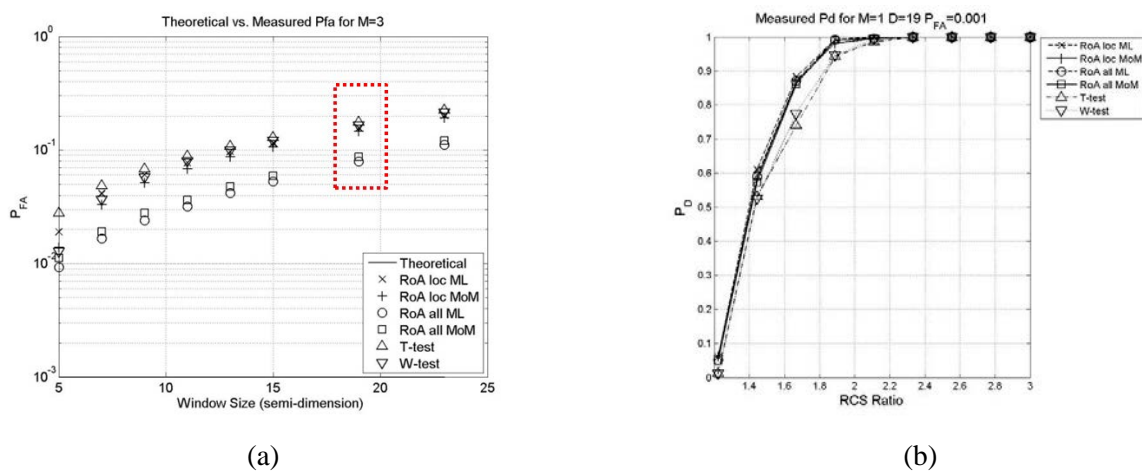 Theoretical vs. Measured Pfa for M=3
10^0
10^-1
10^-2
10^-3
P_FA
5
10
15
20
25
Window Size (semi-dimension)
Theoretical
RoA loc ML
RoA loc MoM
RoA all ML
RoA all MoM
T-test
W-test
(a)
Measured Pd for M=1 D=19 P_FA=0.001
1
0.9
0.8
0.7
0.6
0.5
0.4
0.3
0.2
0.1
0
P_D
1.4
1.6
1.8
2
2.2
2.4
2.6
2.8
3
RCS Ratio
RoA loc ML
RoA loc MoM
RoA all ML
RoA all MoM
T-test
W-test
(b)